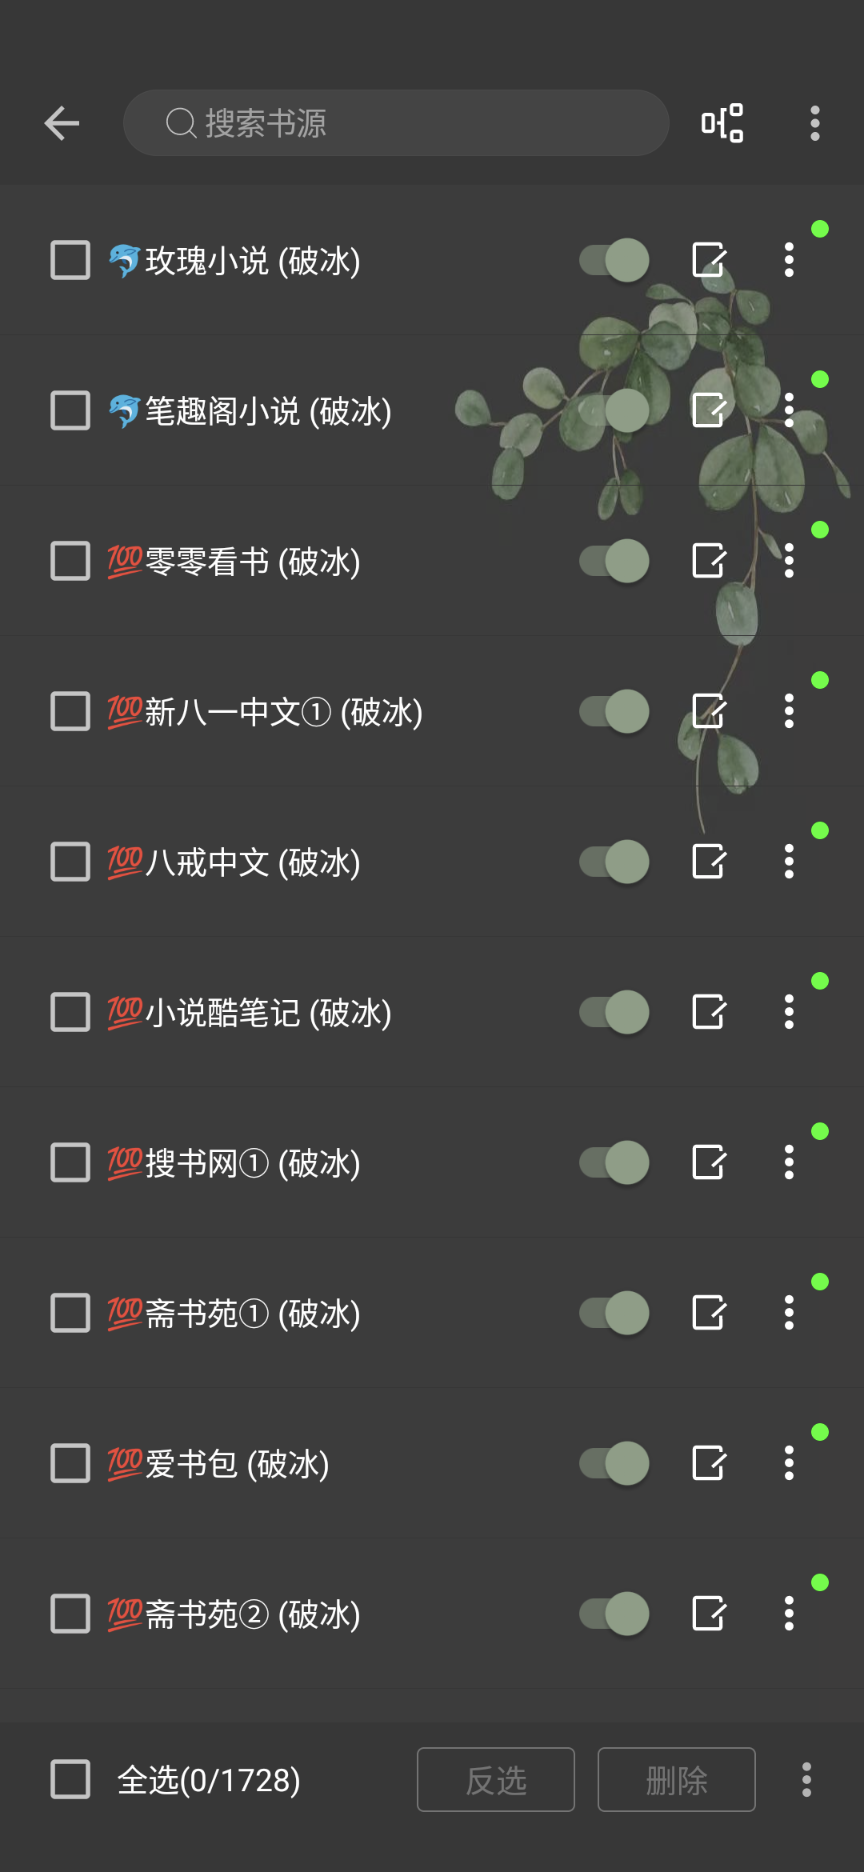 搜索书源
🐬玫瑰小说 (破冰)
🐬笔趣阁小说 (破冰)
💯零零看书 (破冰)
💯新八一中文① (破冰)
💯八戒中文 (破冰)
💯小说酷笔记 (破冰)
💯搜书网① (破冰)
💯斋书苑① (破冰)
💯爱书包 (破冰)
💯斋书苑② (破冰)
全选(0/1728) 反选 删除